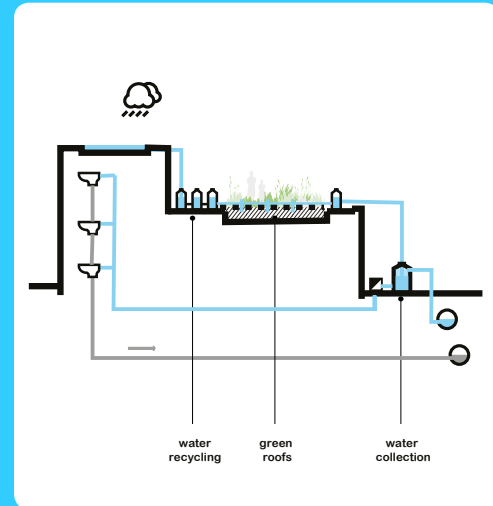 water
recycling
green
roofs
water
collection